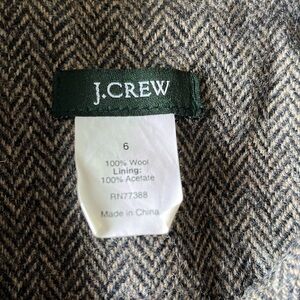 J.CREW
6
100% Wool
Lining:
100% Acetate
RN77388
Made in China